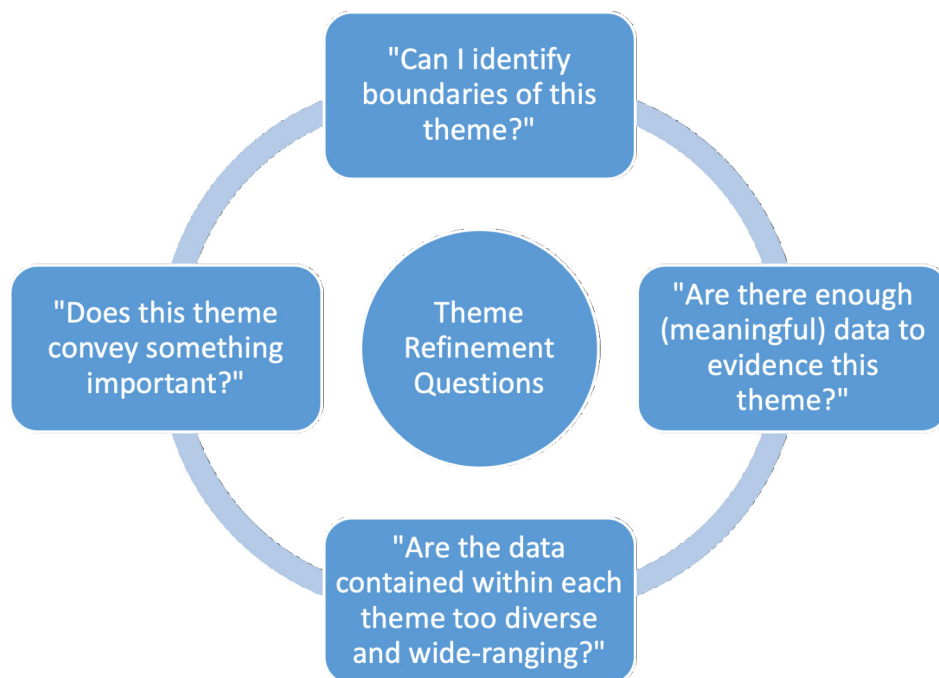 "Can I identify
boundaries of this
theme?"
"Does this theme
convey something
important?"
Theme
Refinement
Questions
"Are there enough
(meaningful) data to
evidence this
theme?"
"Are the data
contained within each
theme too diverse
and wide-ranging?"